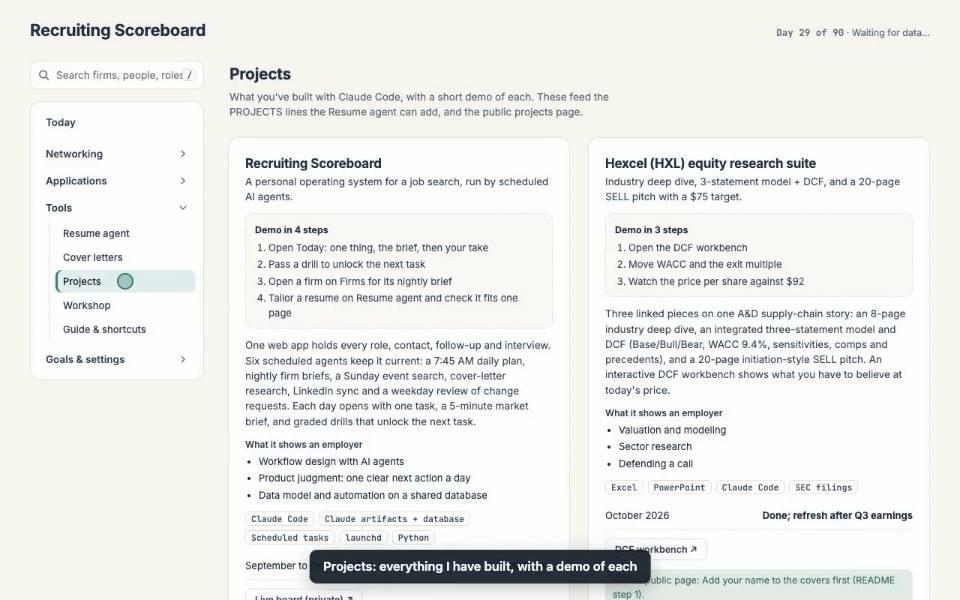 Recruiting Scoreboard
Day 29 of 90 · Waiting for data...
Search firms, people, roles /
Today
Networking
Applications
Tools
Resume agent
Cover letters
Projects
Workshop
Guide & shortcuts
Goals & settings
Projects
What you've built with Claude Code, with a short demo of each. These feed the
PROJECTS lines the Resume agent can add, and the public projects page.
Recruiting Scoreboard
A personal operating system for a job search, run by scheduled
AI agents.
Demo in 4 steps
1. Open Today: one thing, the brief, then your take
2. Pass a drill to unlock the next task
3. Open a firm on Firms for its nightly brief
4. Tailor a resume on Resume agent and check it fits one
page
One web app holds every role, contact, follow-up and interview.
Six scheduled agents keep it current: a 7:45 AM daily plan,
nightly firm briefs, a Sunday event search, cover-letter
research, LinkedIn sync and a weekday review of change
requests. Each day opens with one task, a 5-minute market
brief, and graded drills that unlock the next task.
What it shows an employer
• Workflow design with AI agents
• Product judgment: one clear next action a day
• Data model and automation on a shared database
Claude Code Claude artifacts + database
Scheduled tasks launchd Python
September to
Live board (private) ↗
Hexcel (HXL) equity research suite
Industry deep dive, 3-statement model + DCF, and a 20-page
SELL pitch with a $75 target.
Demo in 3 steps
1. Open the DCF workbench
2. Move WACC and the exit multiple
3. Watch the price per share against $92
Three linked pieces on one A&D supply-chain story: an 8-page
industry deep dive, an integrated three-statement model and
DCF (Base/Bull/Bear, WACC 9.4%, sensitivities, comps and
precedents), and a 20-page initiation-style SELL pitch. An
interactive DCF workbench shows what you have to believe at
today's price.
What it shows an employer
• Valuation and modeling
• Sector research
• Defending a call
Excel PowerPoint Claude Code SEC filings
October 2026 Done; refresh after Q3 earnings
DCF workbench ↗
public page: Add your name to the covers first (README
step 1).
Projects: everything I have built, with a demo of each